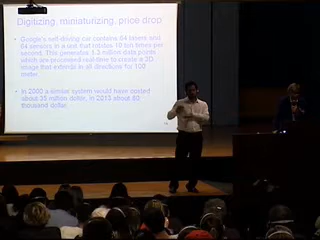 Digitizing, miniaturizing, price drop
• Google's self-driving car contains 64 lasers and
64 sensors in a unit that rotates 10 ten times per
second. This generates 1.3 million data points
which are processed real-time to create a 3D
image that extends in all directions for 100
meter.
• In 2000 a similar system would have costed
about 35 million dollar, in 2013 about 80
thousand dollar.